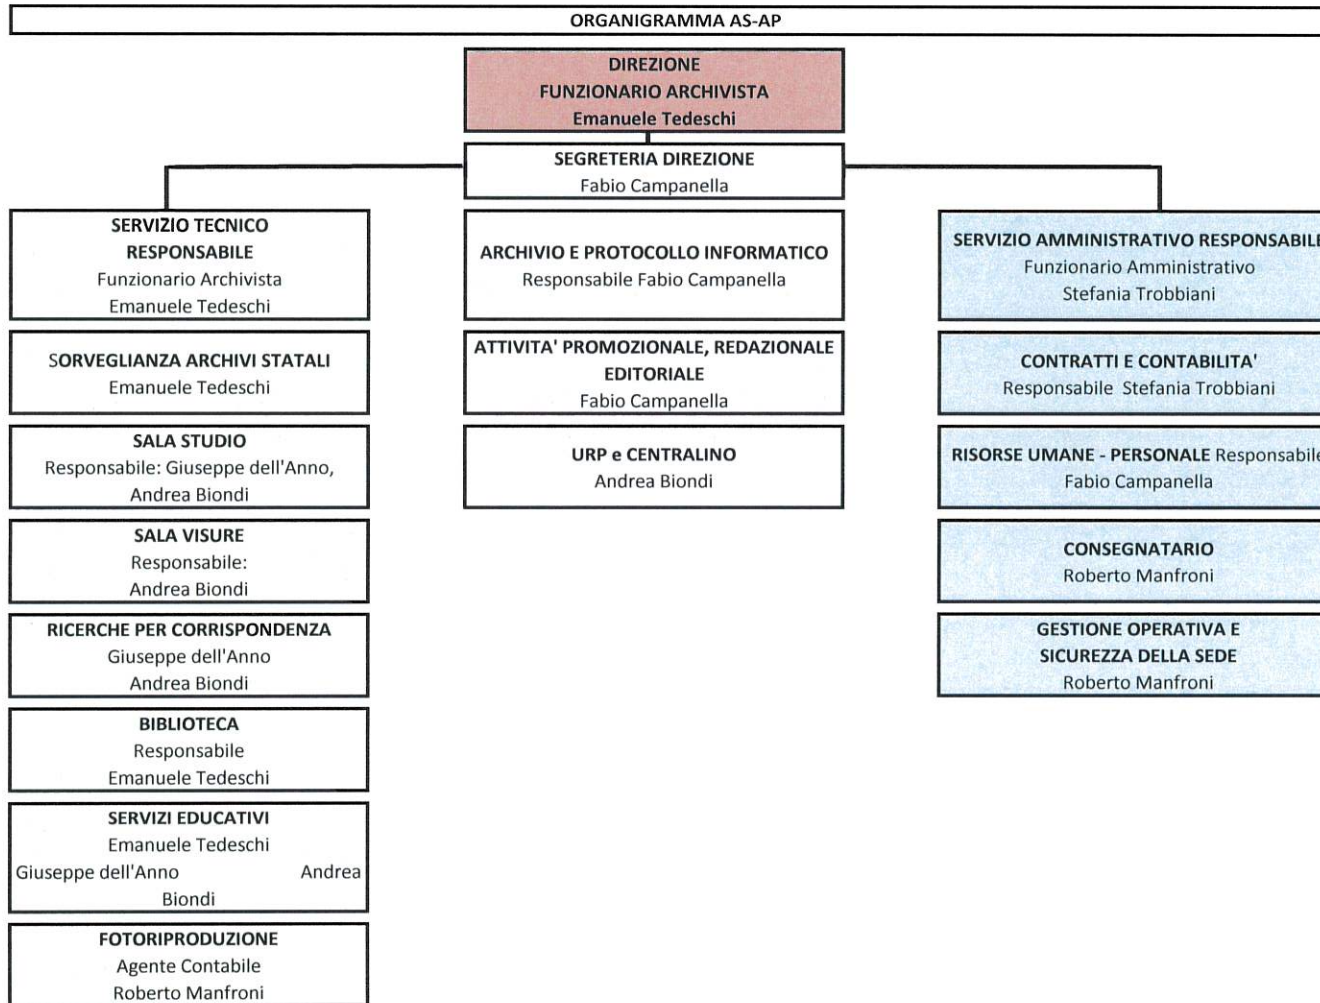 ORGANIGRAMMA AS-AP
DIREZIONE
FUNZIONARIO ARCHIVISTA
Emanuele Tedeschi
SEGRETERIA DIREZIONE
Fabio Campanella
SERVIZIO TECNICO
RESPONSABILE
Funzionario Archivista
Emanuele Tedeschi
SORVEGLIANZA ARCHIVI STATALI
Emanuele Tedeschi
SALA STUDIO
Responsabile: Giuseppe dell'Anno,
Andrea Biondi
SALA VISURE
Responsabile:
Andrea Biondi
RICERCHE PER CORRISPONDENZA
Giuseppe dell'Anno
Andrea Biondi
BIBLIOTECA
Responsabile
Emanuele Tedeschi
SERVIZI EDUCATIVI
Emanuele Tedeschi
Giuseppe dell'Anno Andrea
Biondi
FOTORIPRODUZIONE
Agente Contabile
Roberto Manfroni
ARCHIVIO E PROTOCOLLO INFORMATICO
Responsabile Fabio Campanella
ATTIVITA' PROMOZIONALE, REDAZIONALE
EDITORIALE
Fabio Campanella
URP e CENTRALINO
Andrea Biondi
SERVIZIO AMMINISTRATIVO RESPONSABILE
Funzionario Amministrativo
Stefania Trobbiani
CONTRATTI E CONTABILITA'
Responsabile Stefania Trobbiani
RISORSE UMANE - PERSONALE Responsabile
Fabio Campanella
CONSEGNATARIO
Roberto Manfroni
GESTIONE OPERATIVA E
SICUREZZA DELLA SEDE
Roberto Manfroni